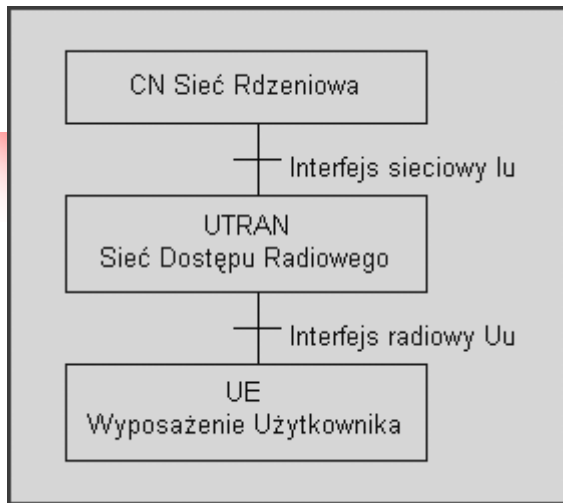 CN Sieć Rdzeniowa
Interfejs sieciowy Iu
UTRAN
Sieć Dostępu Radiowego
Interfejs radiowy Uu
UE
Wyposażenie Użytkownika